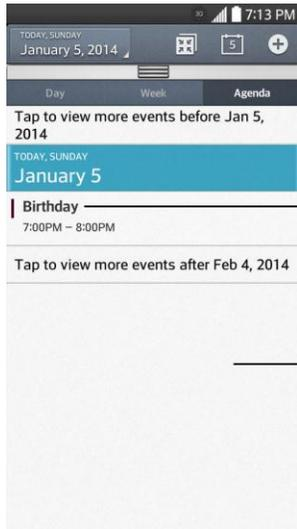 7:13 PM
TODAY, SUNDAY
January 5, 2014
5
Day Week Agenda
Tap to view more events before Jan 5,
2014
TODAY, SUNDAY
January 5
Birthday
7:00PM – 8:00PM
Tap to view more events after Feb 4, 2014